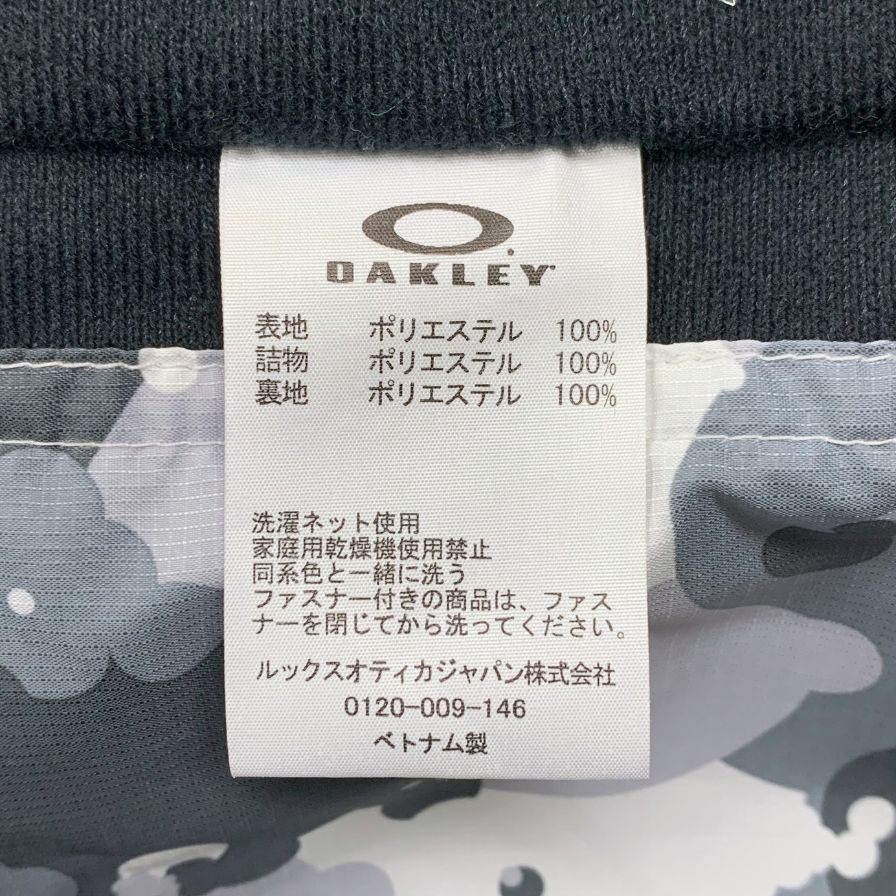 OAKLEY
表地 ポリエステル 100%
詰物 ポリエステル 100%
裏地 ポリエステル 100%
洗濯ネット使用
家庭用乾燥機使用禁止
同系色と一緒に洗う
ファスナー付きの商品は、ファス
ナーを閉じてから洗ってください。
ルックスオティカジャパン株式会社
0120-009-146
ベトナム製